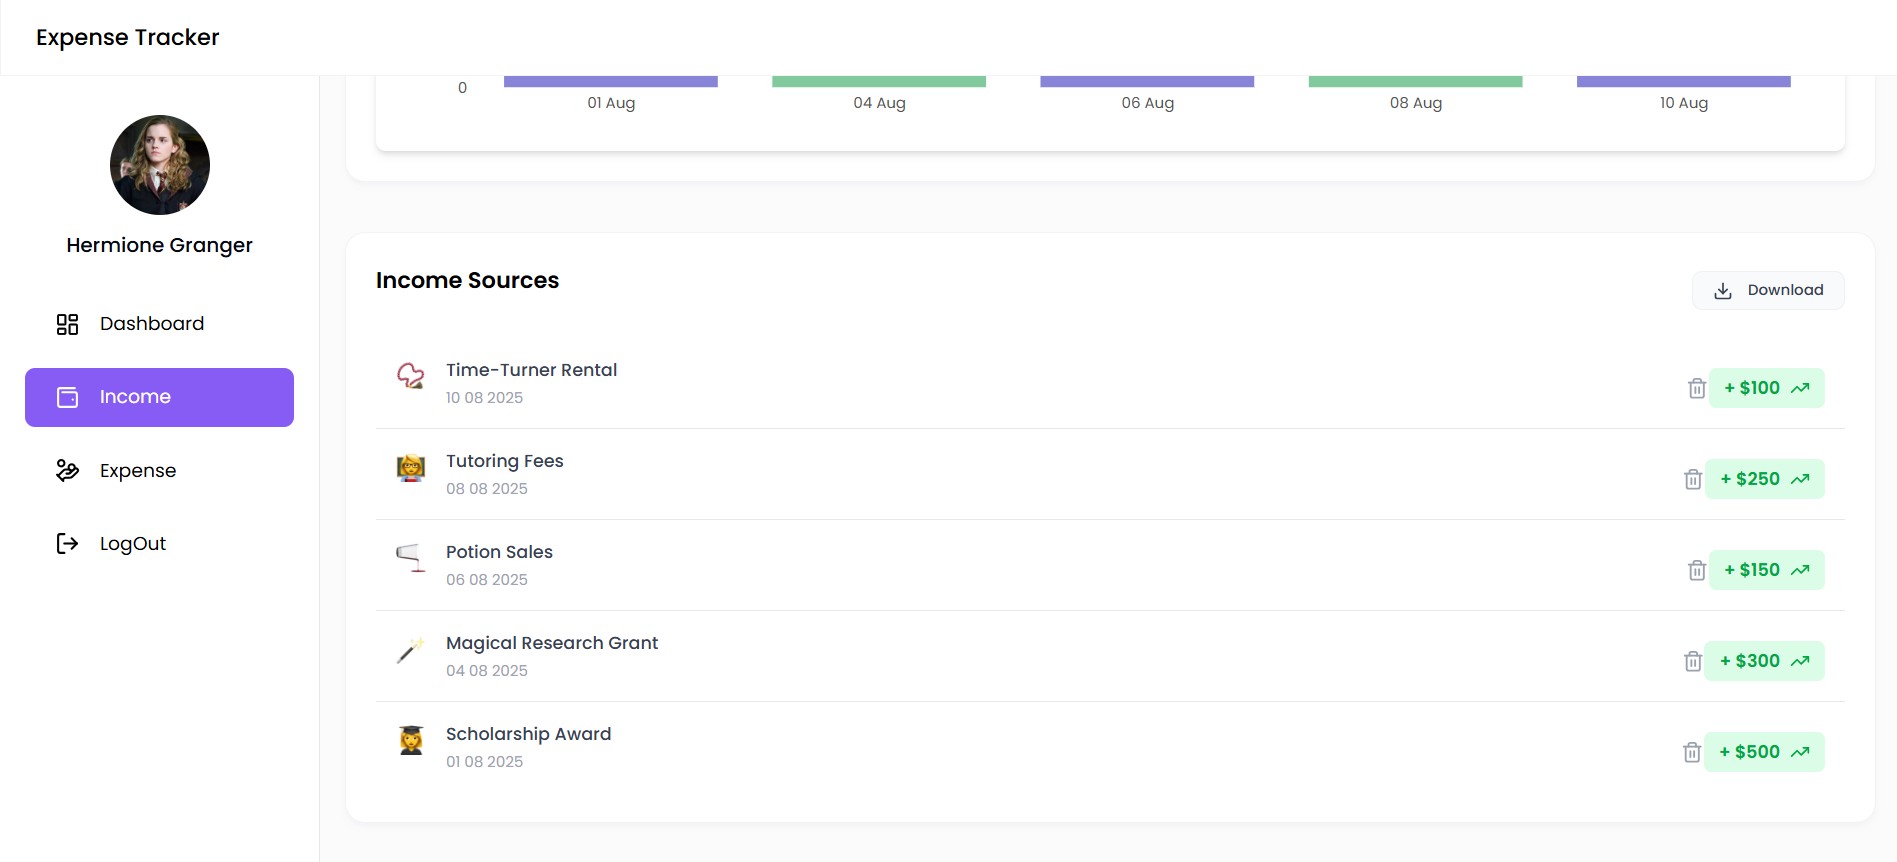 Expense Tracker
0
01 Aug
04 Aug
06 Aug
08 Aug
10 Aug
Hermione Granger
Dashboard
Income
Expense
LogOut
Income Sources
Download
Time-Turner Rental
10 08 2025
+ $100
Tutoring Fees
08 08 2025
+ $250
Potion Sales
06 08 2025
+ $150
Magical Research Grant
04 08 2025
+ $300
Scholarship Award
01 08 2025
+ $500